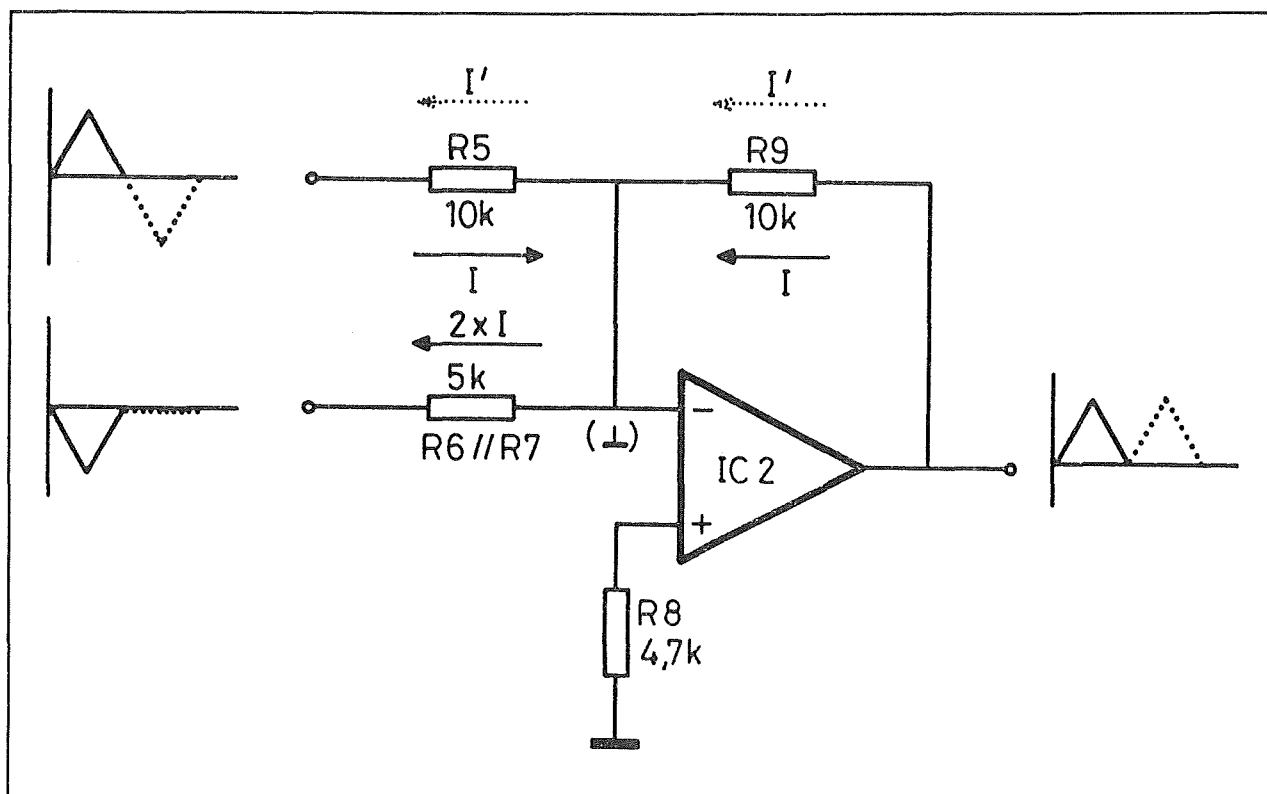 I' I'
R5 R9
10k 10k
I I
2 x I
5k
R6 // R7 (⊥) −
IC 2
+
R8
4,7k